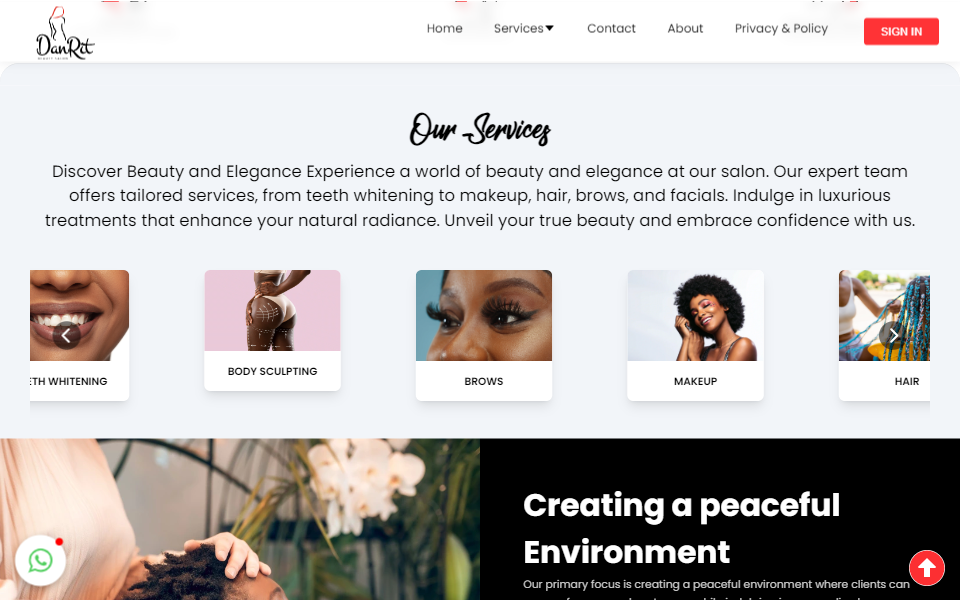 DanRit
Home Services Contact About Privacy & Policy SIGN IN
Our Services
Discover Beauty and Elegance Experience a world of beauty and elegance at our salon. Our expert team
offers tailored services, from teeth whitening to makeup, hair, brows, and facials. Indulge in luxurious
treatments that enhance your natural radiance. Unveil your true beauty and embrace confidence with us.
ETH WHITENING
BODY SCULPTING
BROWS
MAKEUP
HAIR
Creating a peaceful
Environment
Our primary focus is creating a peaceful environment where clients can